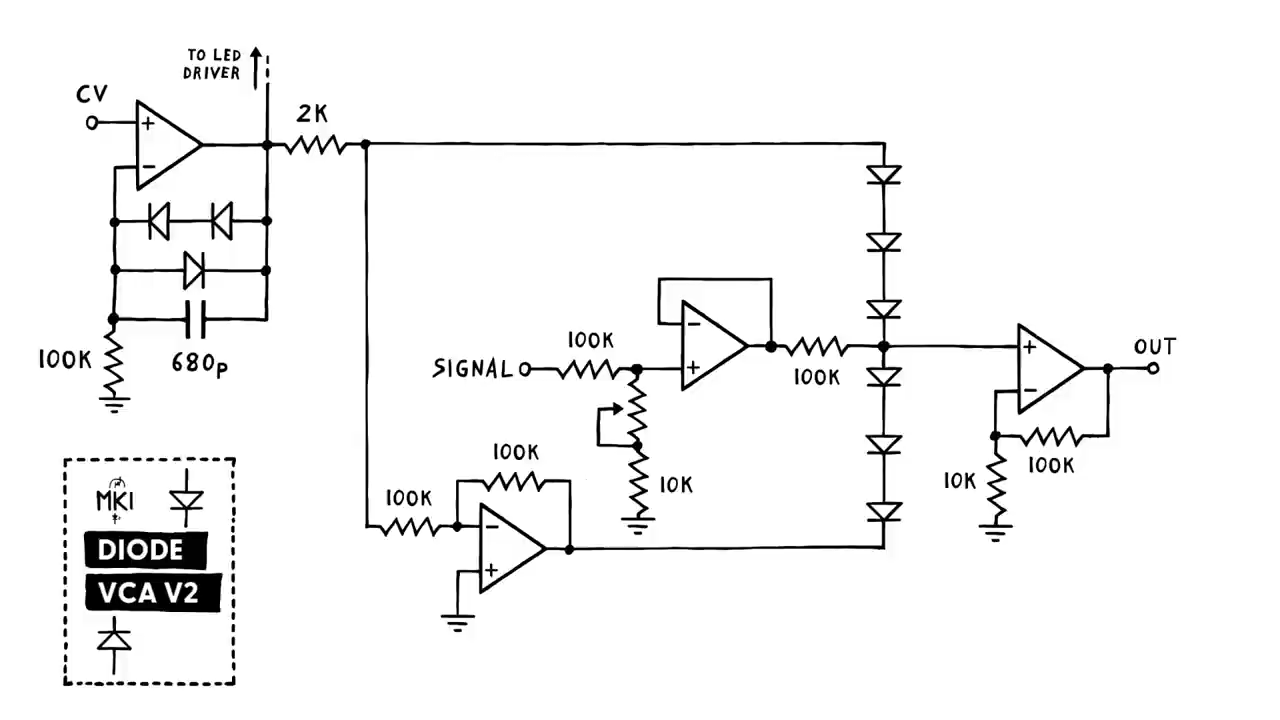 TO LED
DRIVER
CV
+
−
2K
100K
680p
SIGNAL
100K
−
+
100K
+
−
OUT
10K
100K
100K
100K
10K
−
+
MKI
DIODE
VCA V2